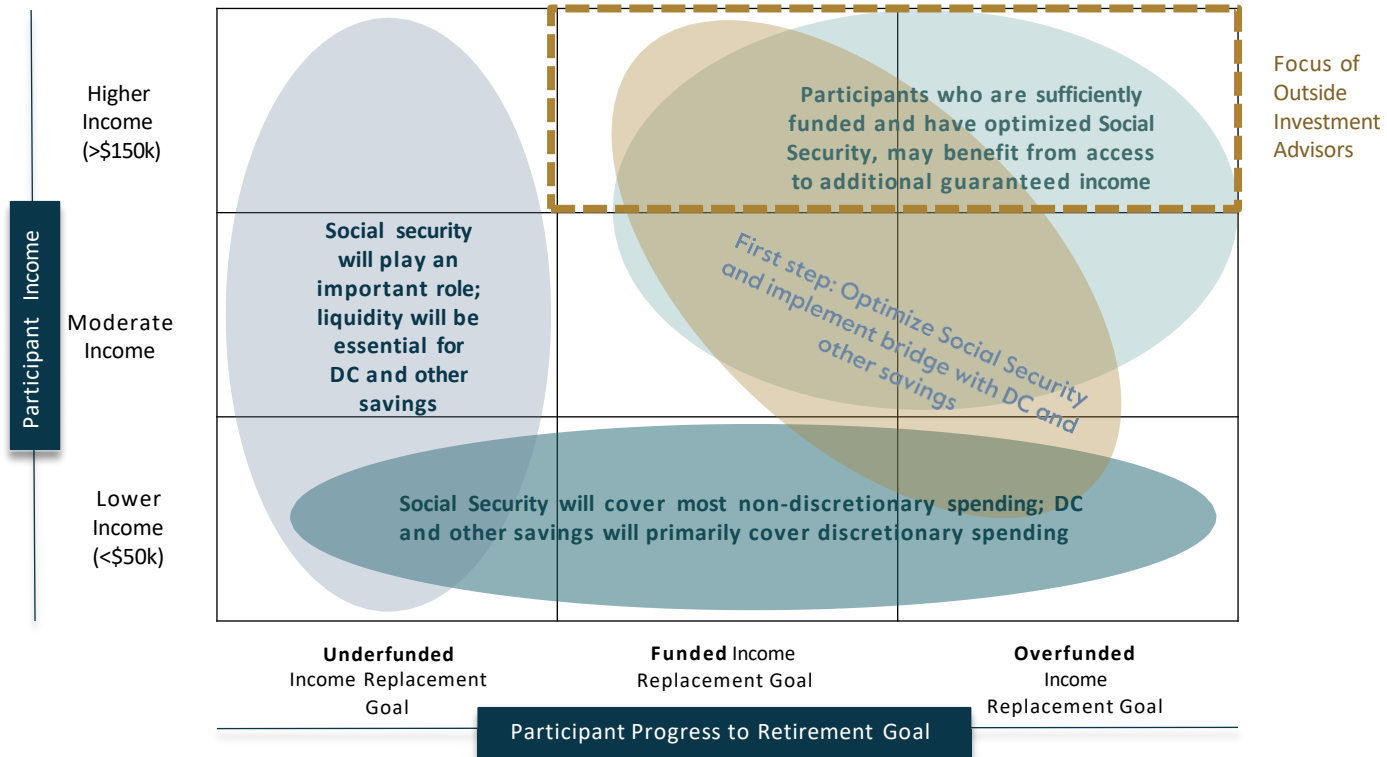 Higher
Income
(>$150k)
Participants who are sufficiently
funded and have optimized Social
Security, may benefit from access
to additional guaranteed income
Focus of
Outside
Investment
Advisors
Participant Income
Moderate
Income
Social security
will play an
important role;
liquidity will be
essential for
DC and other
savings
First step: Optimize Social Security
and implement bridge with DC and
other savings
Lower
Income
(<$50k)
Social Security will cover most non-discretionary spending; DC
and other savings will primarily cover discretionary spending
Underfunded
Income Replacement
Goal
Funded Income
Replacement Goal
Overfunded
Income
Replacement Goal
Participant Progress to Retirement Goal